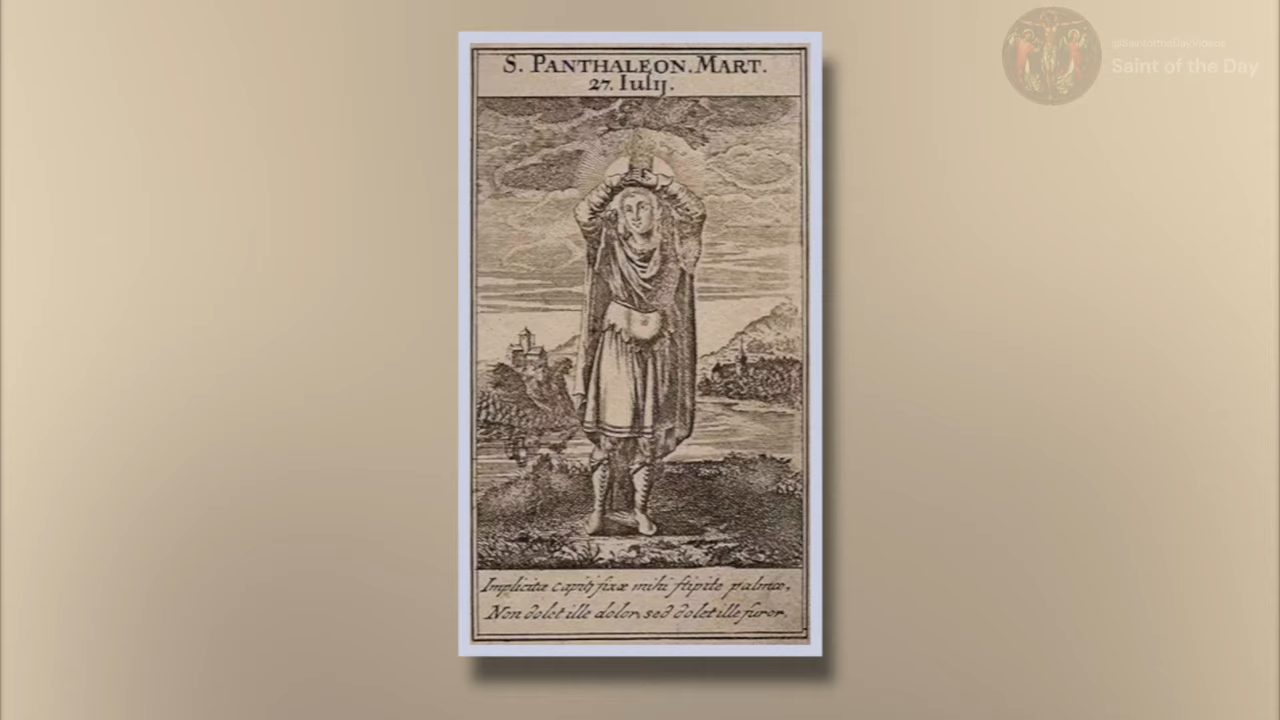 S. PANTHALEON. MART.
27. Iulij.
Implicitæ capiti fixæ mihi stipite palmæ,
Non dolet ille dolor, sed dolet ille furor.
@SaintoftheDayVideos
Saint of the Day